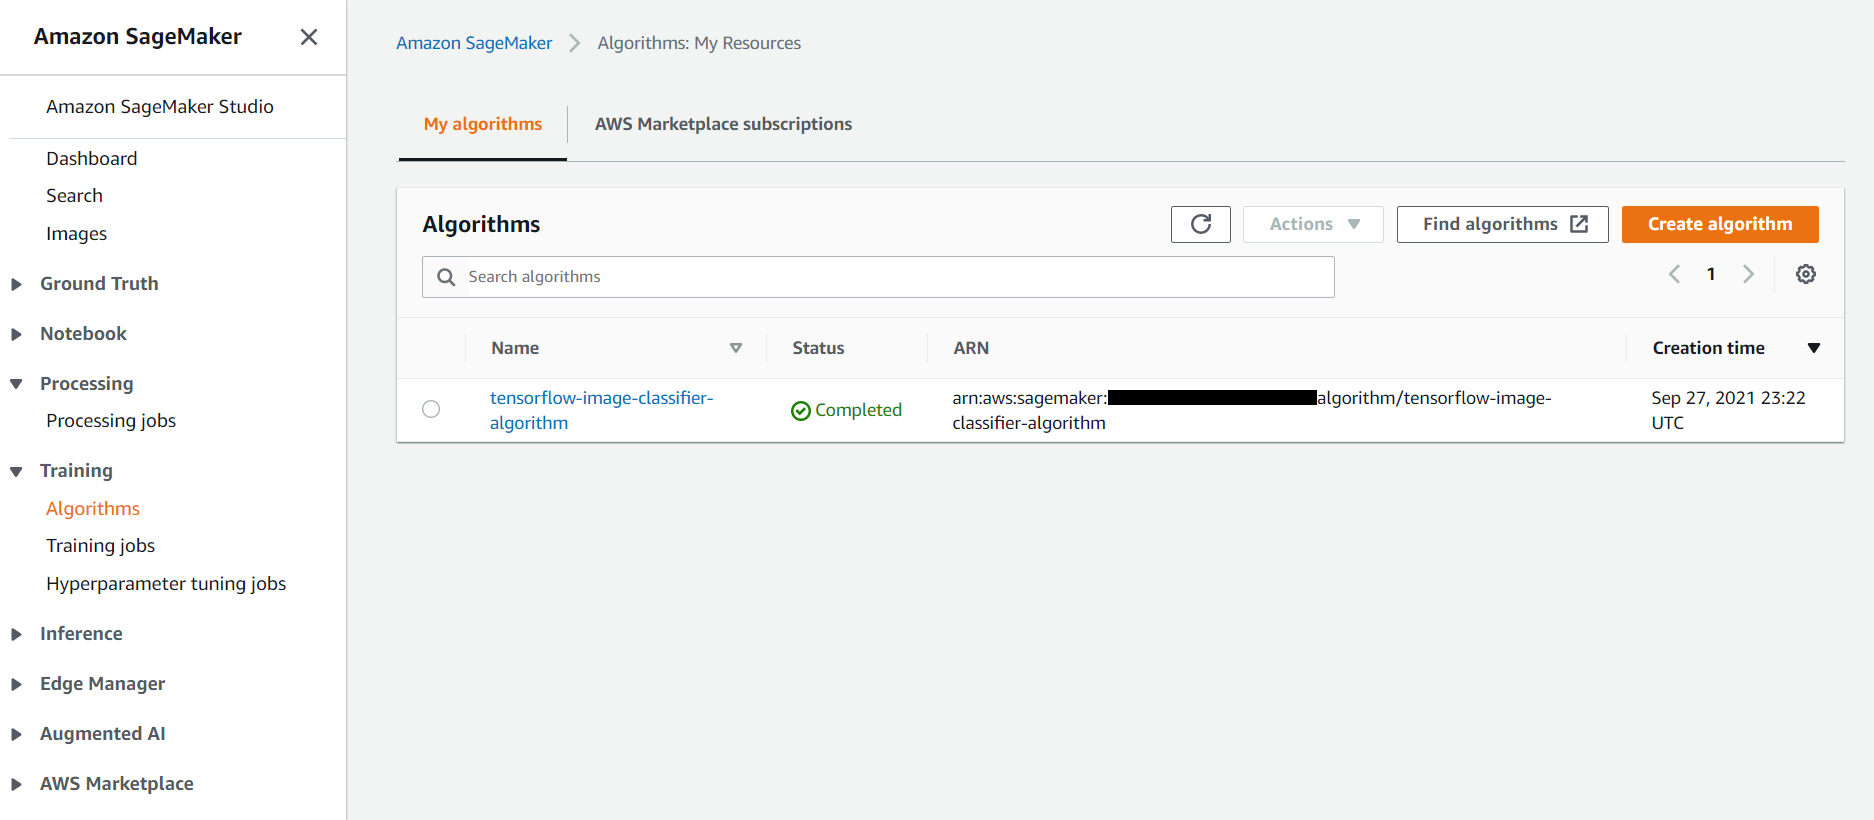 Amazon SageMaker
Amazon SageMaker Studio
Dashboard
Search
Images
Ground Truth
Notebook
Processing
Processing jobs
Training
Algorithms
Training jobs
Hyperparameter tuning jobs
Inference
Edge Manager
Augmented AI
AWS Marketplace
Amazon SageMaker Algorithms: My Resources
My algorithms AWS Marketplace subscriptions
Algorithms Actions Find algorithms Create algorithm
Search algorithms 1
Name Status ARN Creation time
tensorflow-image-classifier- arn:aws:sagemaker: algorithm/tensorflow-image- Sep 27, 2021 23:22
Completed
algorithm classifier-algorithm UTC